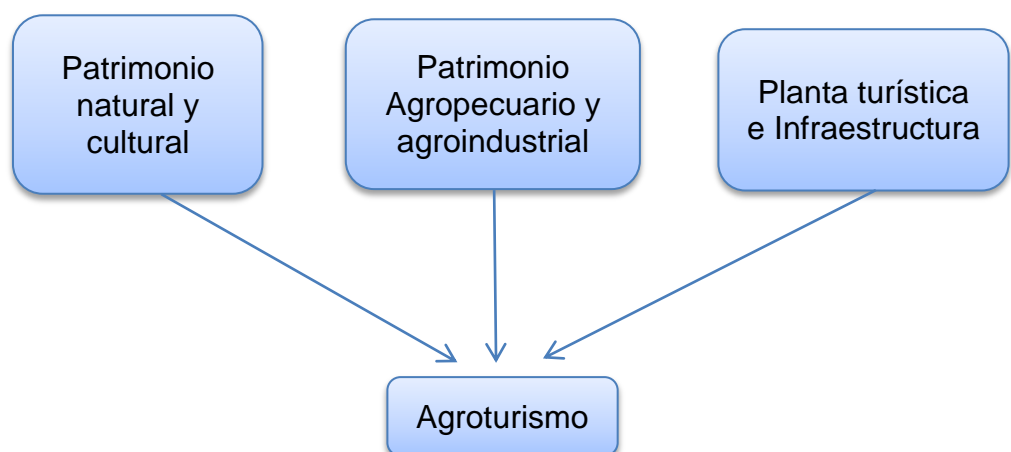 Patrimonio
natural y
cultural
Patrimonio
Agropecuario y
agroindustrial
Planta turística
e Infraestructura
Agroturismo